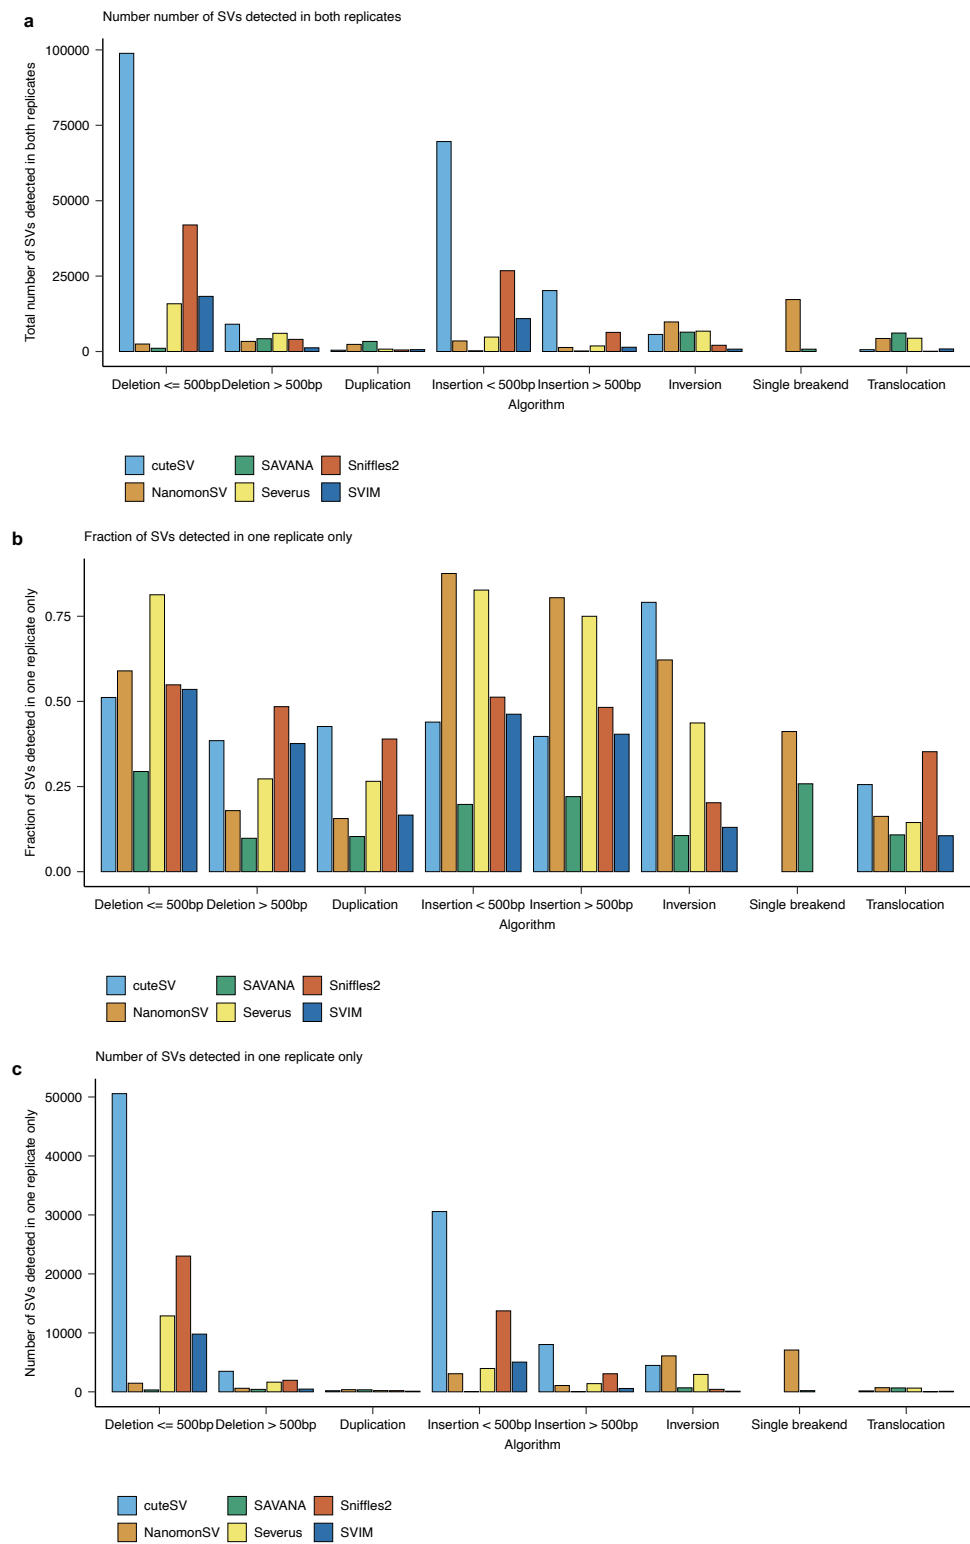 a
Number number of SVs detected in both replicates
Total number of SVs detected in both replicates
100000
75000
50000
25000
0
Deletion <= 500bp Deletion > 500bp Duplication Insertion < 500bp Insertion > 500bp Inversion Single breakend Translocation
Algorithm
cuteSV SAVANA Sniffles2
NanomonSV Severus SVIM
b
Fraction of SVs detected in one replicate only
Fraction of SVs detected in one replicate only
0.75
0.50
0.25
0.00
Deletion <= 500bp Deletion > 500bp Duplication Insertion < 500bp Insertion > 500bp Inversion Single breakend Translocation
Algorithm
cuteSV SAVANA Sniffles2
NanomonSV Severus SVIM
c
Number of SVs detected in one replicate only
Number of SVs detected in one replicate only
50000
40000
30000
20000
10000
0
Deletion <= 500bp Deletion > 500bp Duplication Insertion < 500bp Insertion > 500bp Inversion Single breakend Translocation
Algorithm
cuteSV SAVANA Sniffles2
NanomonSV Severus SVIM